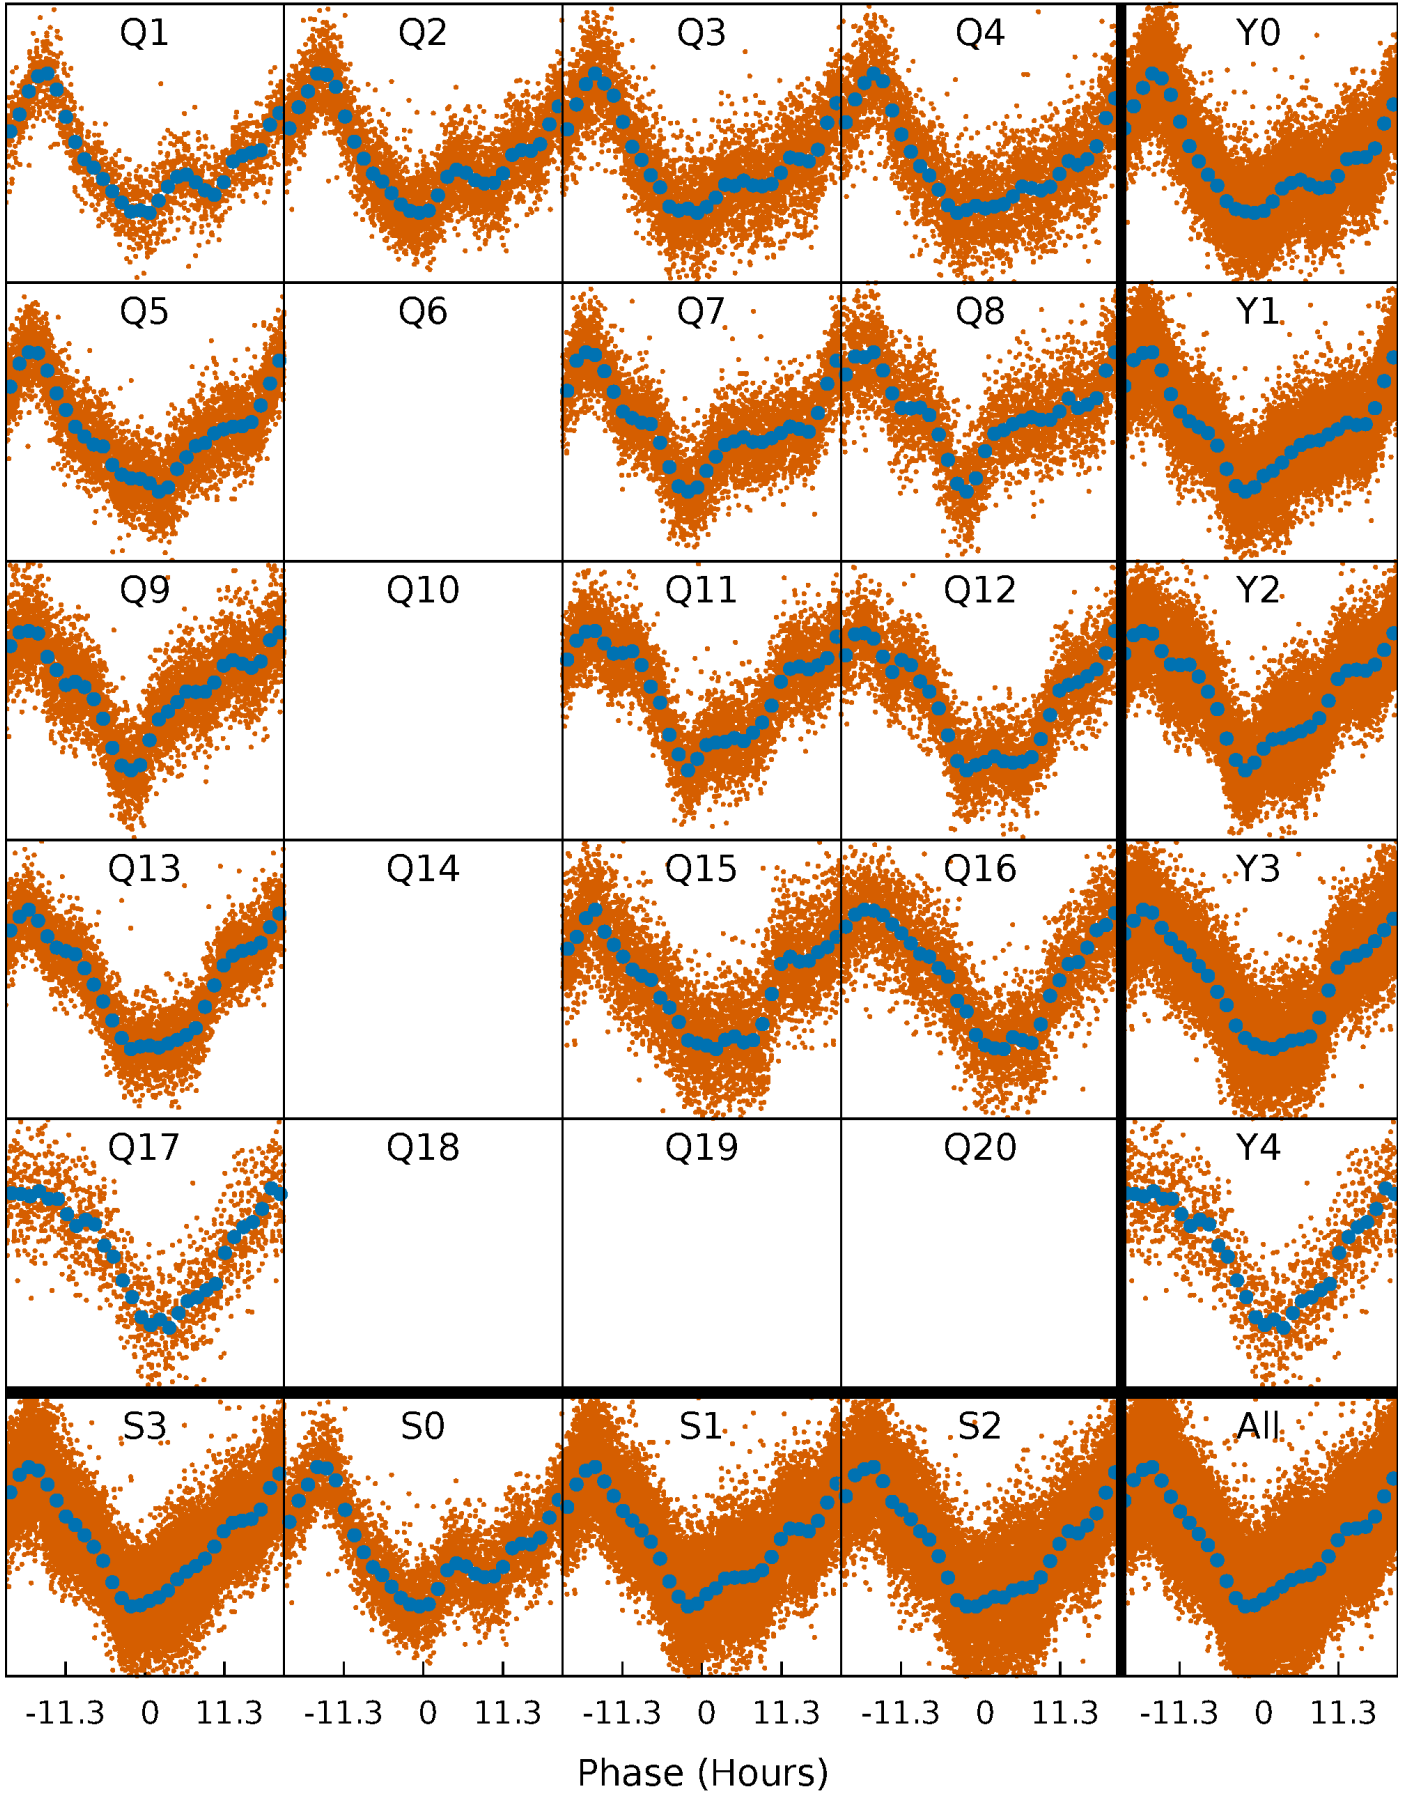 Q1 Q2 Q3 Q4 Y0
Q5 Q6 Q7 Q8 Y1
Q9 Q10 Q11 Q12 Y2
Q13 Q14 Q15 Q16 Y3
Q17 Q18 Q19 Q20 Y4
S3 S0 S1 S2 All
-11.3 0 11.3 -11.3 0 11.3 -11.3 0 11.3 -11.3 0 11.3 -11.3 0 11.3
Phase (Hours)